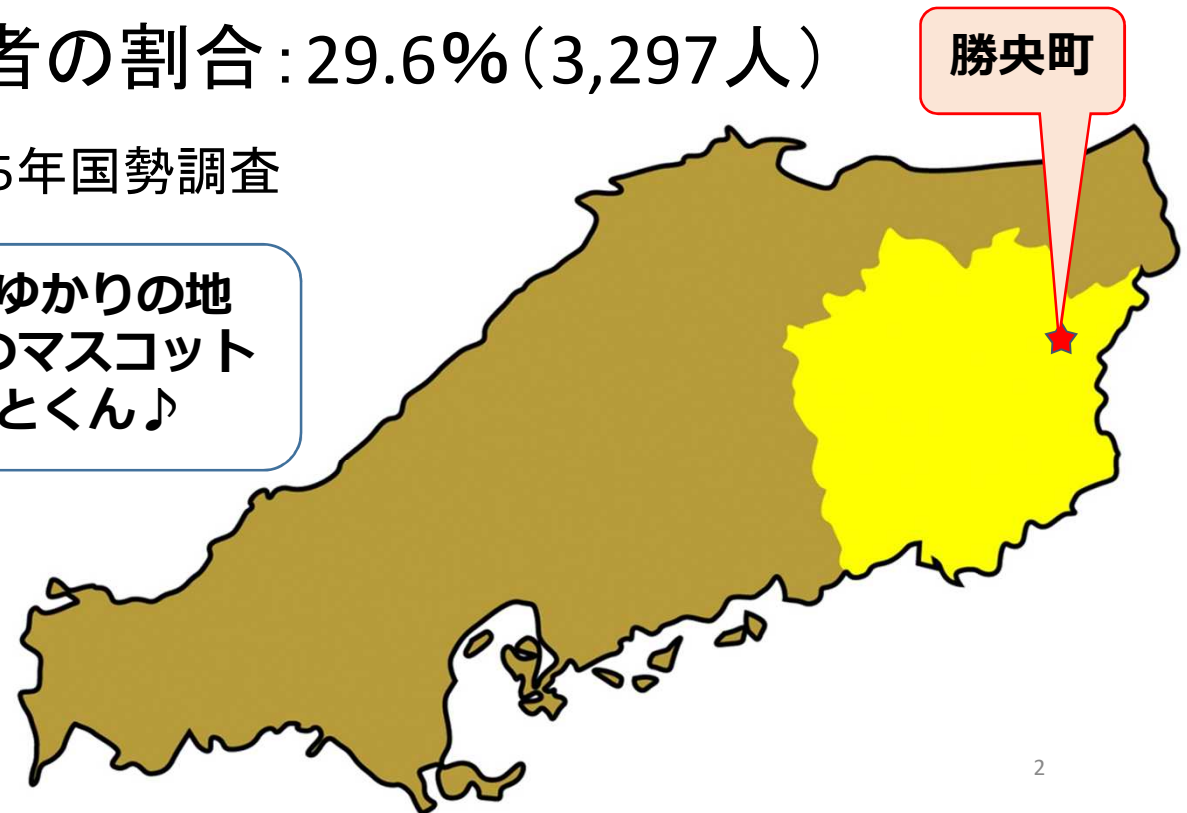 者の割合:29.6%(3,297人)
勝央町
5年国勢調査
ゆかりの地
のマスコット
とくん♪
2